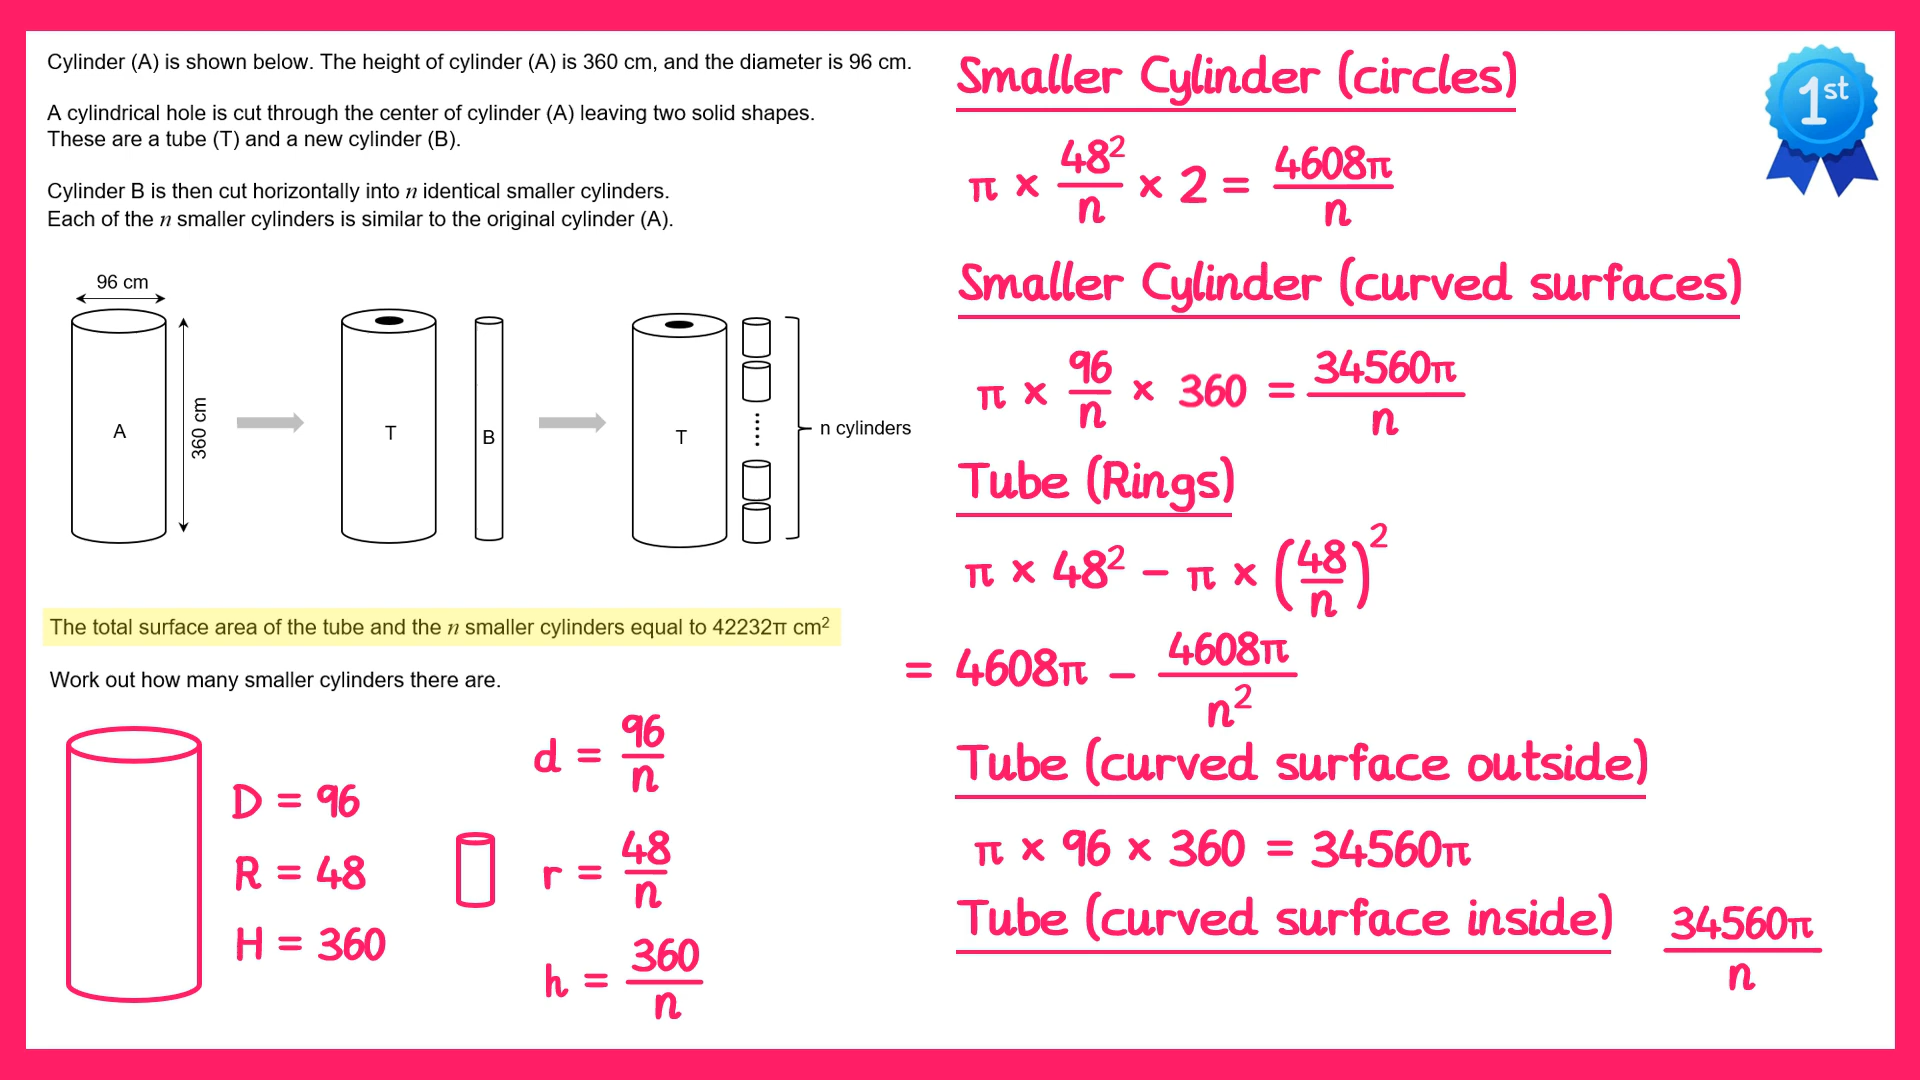 Cylinder (A) is shown below. The height of cylinder (A) is 360 cm, and the diameter is 96 cm.
A cylindrical hole is cut through the center of cylinder (A) leaving two solid shapes.
These are a tube (T) and a new cylinder (B).
Cylinder B is then cut horizontally into n identical smaller cylinders.
Each of the n smaller cylinders is similar to the original cylinder (A).
96 cm
A
360 cm
T
B
T
n cylinders
The total surface area of the tube and the n smaller cylinders equal to 42232π cm²
Work out how many smaller cylinders there are.
D = 96
R = 48
H = 360
d = 96/n
r = 48/n
h = 360/n
Smaller Cylinder (circles)
π × 48²/n × 2 = 4608π/n
Smaller Cylinder (curved surfaces)
π × 96/n × 360 = 34560π/n
Tube (Rings)
π × 48² − π × (48/n)²
= 4608π − 4608π/n²
Tube (curved surface outside)
π × 96 × 360 = 34560π
Tube (curved surface inside) 34560π/n
1st